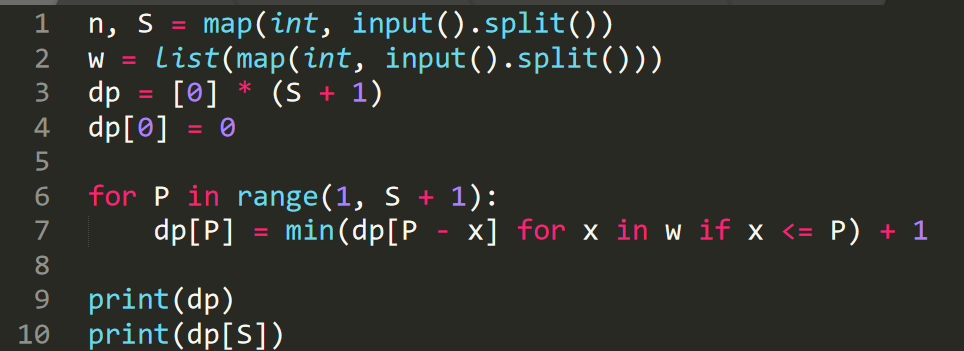 1 n, S = map(int, input().split())
2 w = list(map(int, input().split()))
3 dp = [0] * (S + 1)
4 dp[0] = 0
5
6 for P in range(1, S + 1):
7     dp[P] = min(dp[P - x] for x in w if x <= P) + 1
8
9 print(dp)
10 print(dp[S])